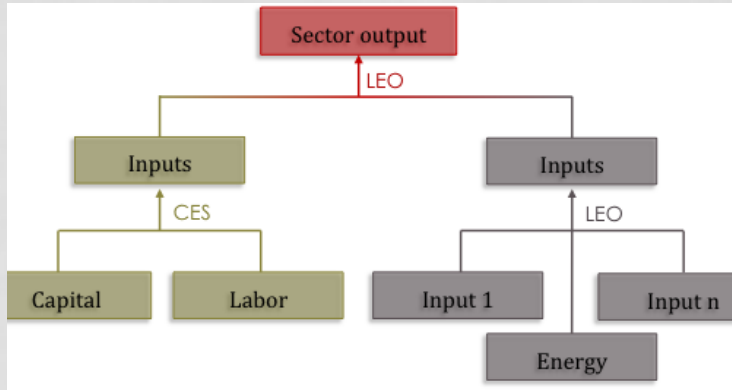 Sector output
LEO
Inputs
Inputs
CES
LEO
Capital
Labor
Input 1
Input n
Energy